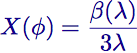 X(ϕ) = β(λ) / 3λ